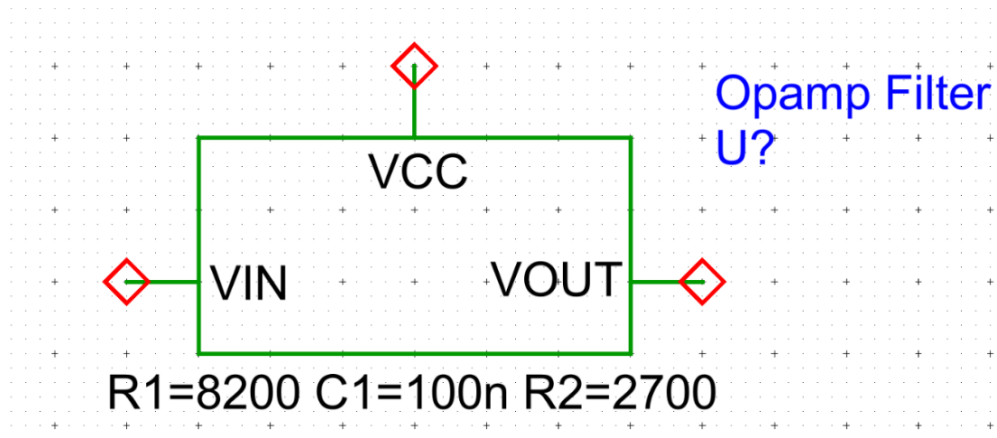 Opamp Filter
U?
VCC
VIN
VOUT
R1=8200 C1=100n R2=2700